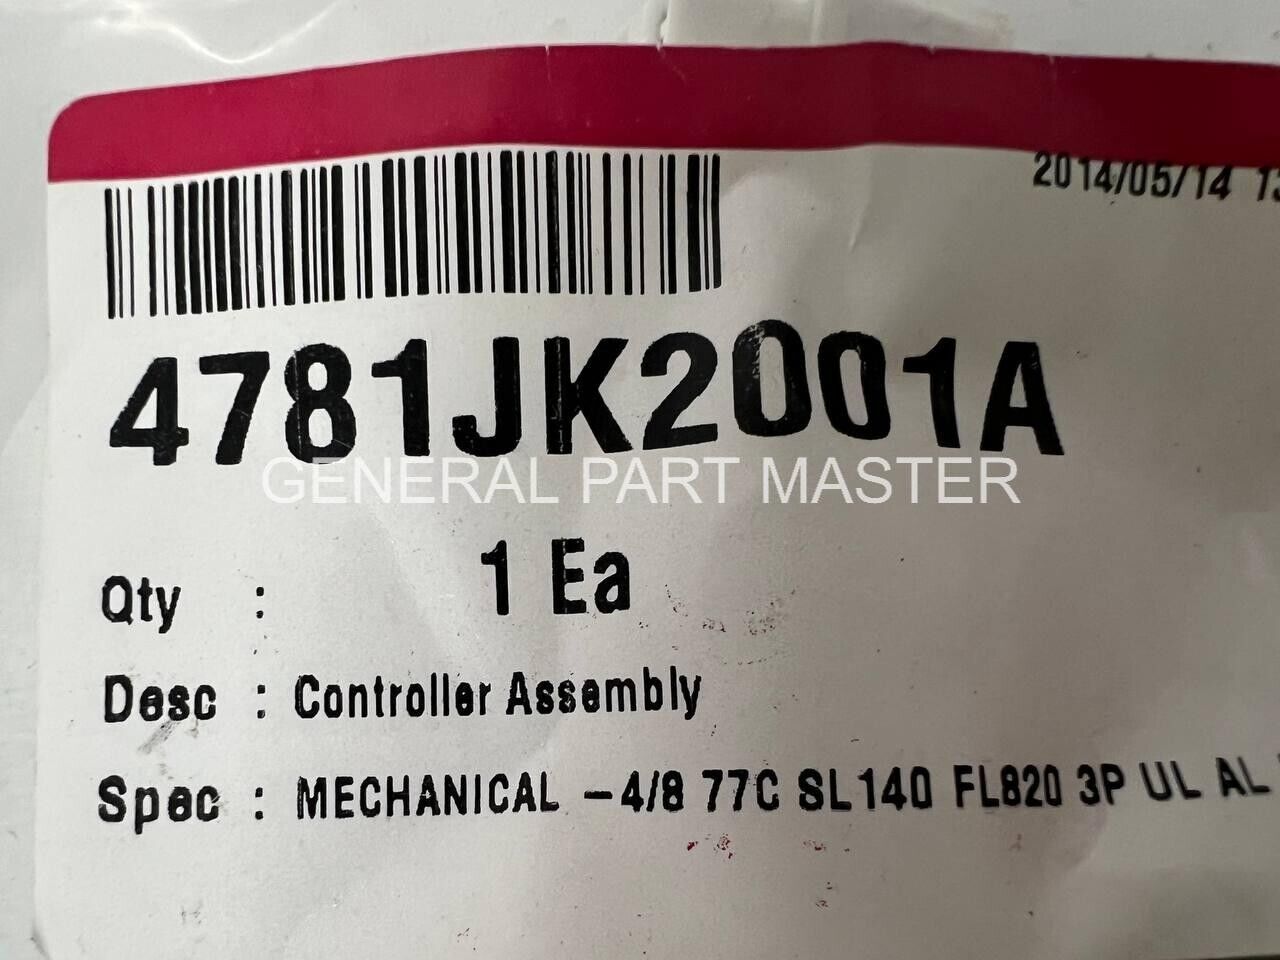 2014/05/14
4781JK2001A
GENERAL PART MASTER
1 Ea
Qty :
Desc : Controller Assembly
Spec : MECHANICAL -4/8 77C SL140 FL820 3P UL AL